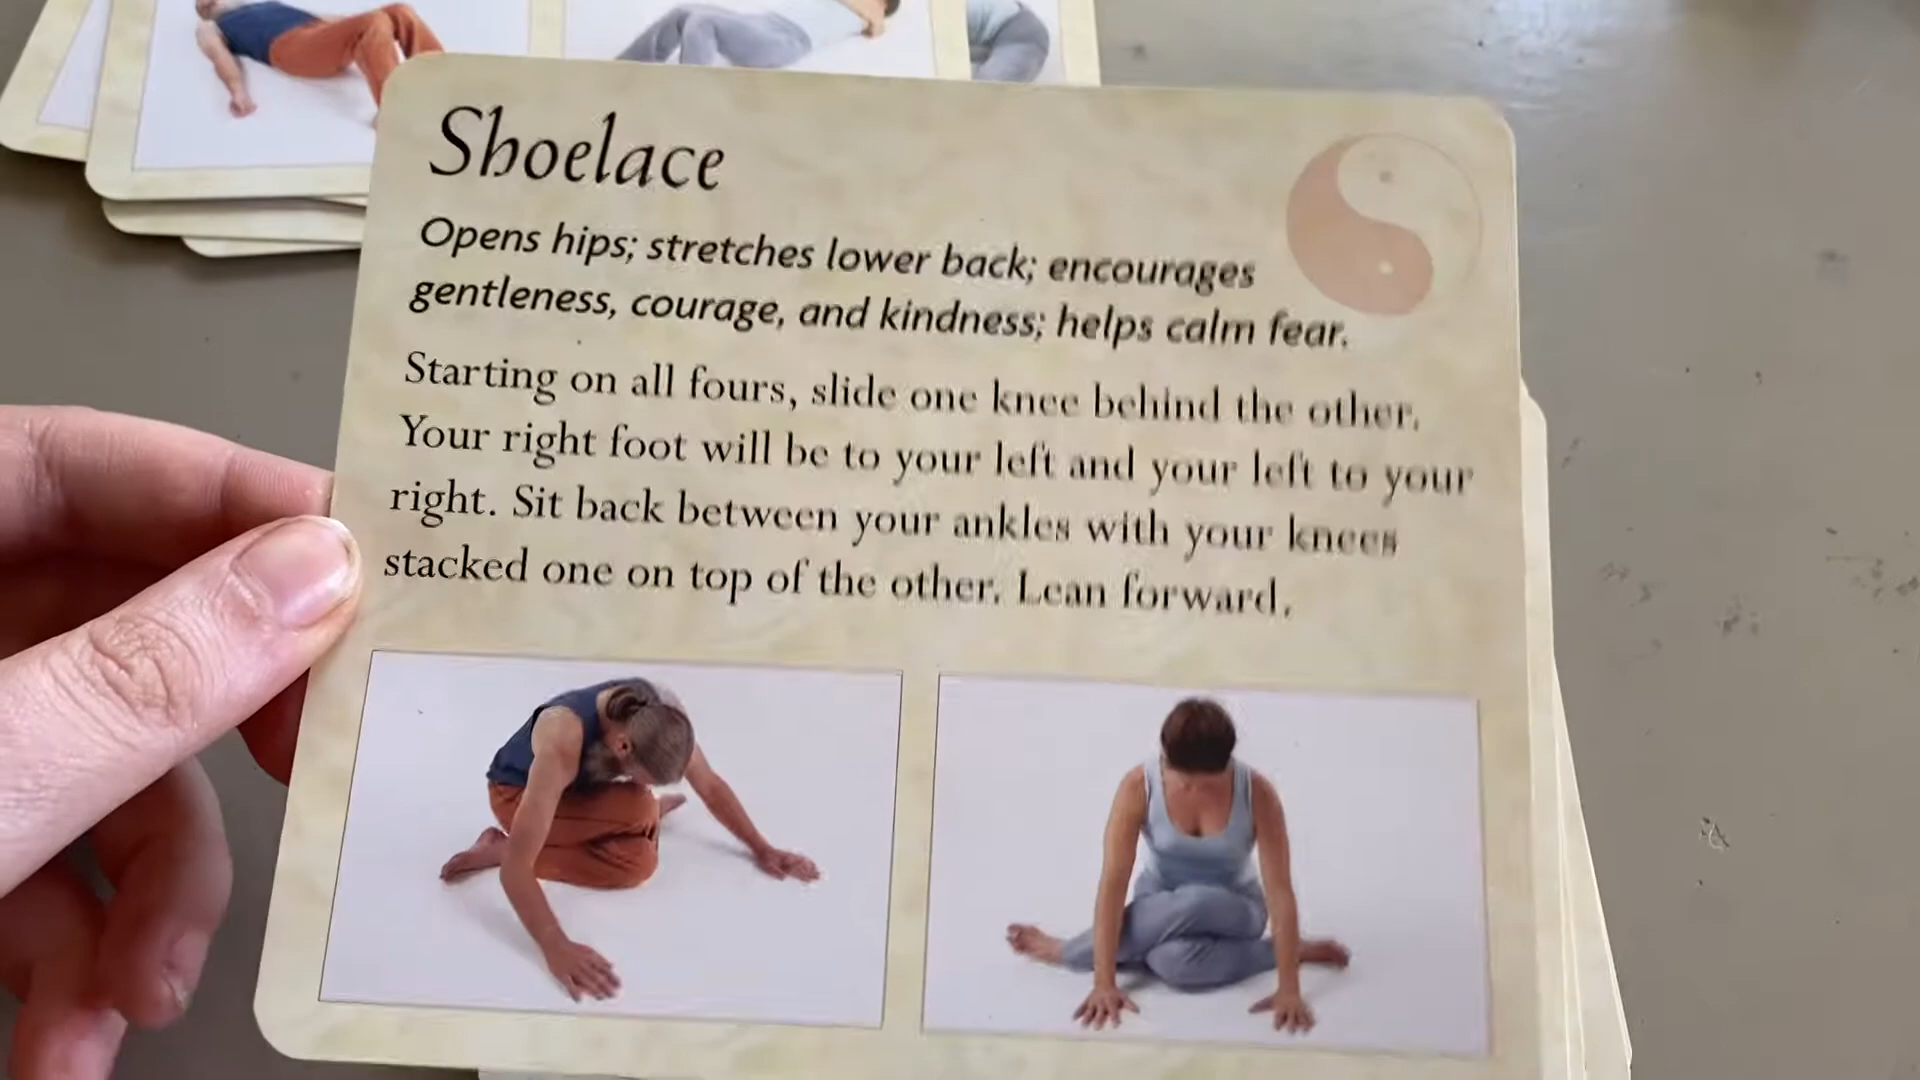 Shoelace
Opens hips; stretches lower back; encourages
gentleness, courage, and kindness; helps calm fear.
Starting on all fours, slide one knee behind the other.
Your right foot will be to your left and your left to your
right. Sit back between your ankles with your knees
stacked one on top of the other. Lean forward.